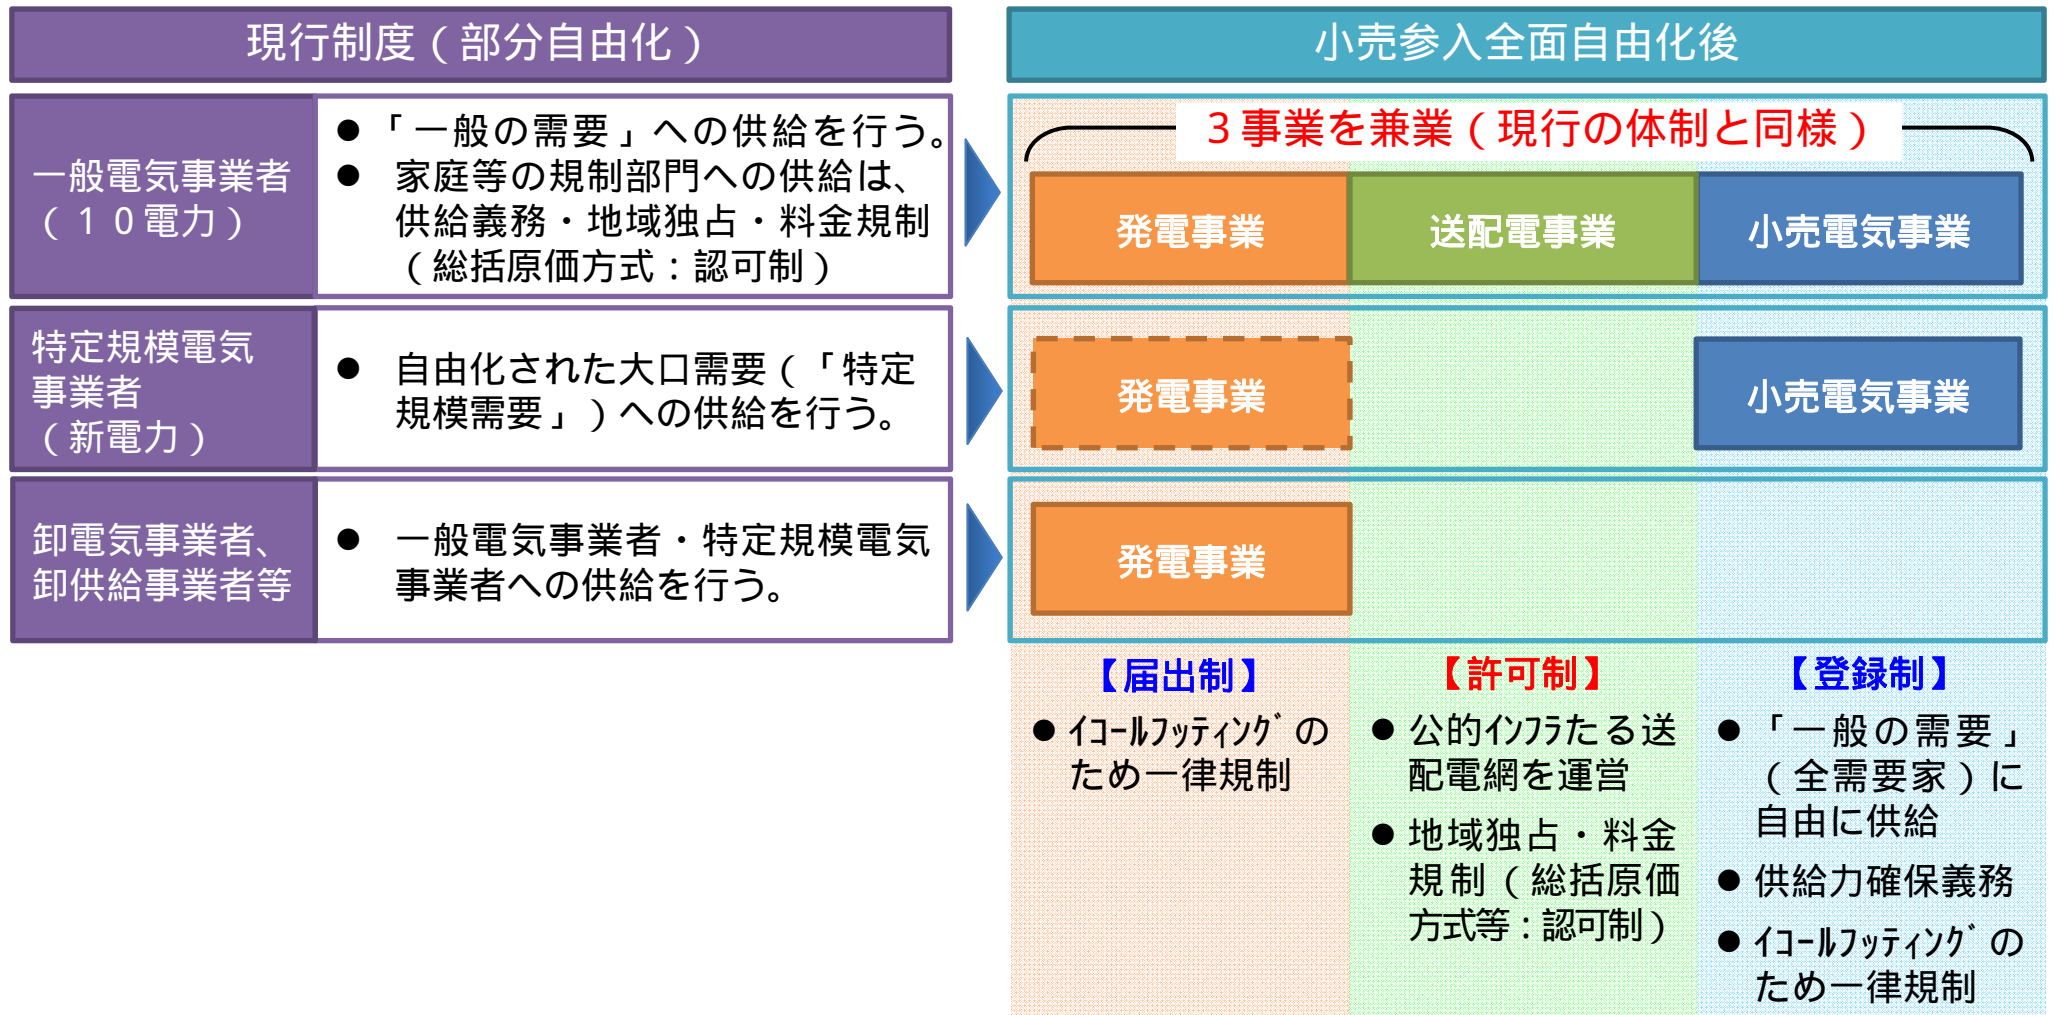 現行制度（部分自由化）
小売参入全面自由化後
一般電気事業者
（１０電力）
● 「一般の需要」への供給を行う。
● 家庭等の規制部門への供給は、
供給義務・地域独占・料金規制
（総括原価方式：認可制）
３事業を兼業（現行の体制と同様）
発電事業
送配電事業
小売電気事業
特定規模電気
事業者
（新電力）
● 自由化された大口需要（「特定
規模需要」）への供給を行う。
発電事業
小売電気事業
卸電気事業者、
卸供給事業者等
● 一般電気事業者・特定規模電気
事業者への供給を行う。
発電事業
【届出制】
● ｲｺｰﾙﾌｯﾃｨﾝｸﾞの
ため一律規制
【許可制】
● 公的ｲﾝﾌﾗたる送
配電網を運営
● 地域独占・料金
規制（総括原価
方式等：認可制）
【登録制】
● 「一般の需要」
（全需要家）に
自由に供給
● 供給力確保義務
● ｲｺｰﾙﾌｯﾃｨﾝｸﾞの
ため一律規制